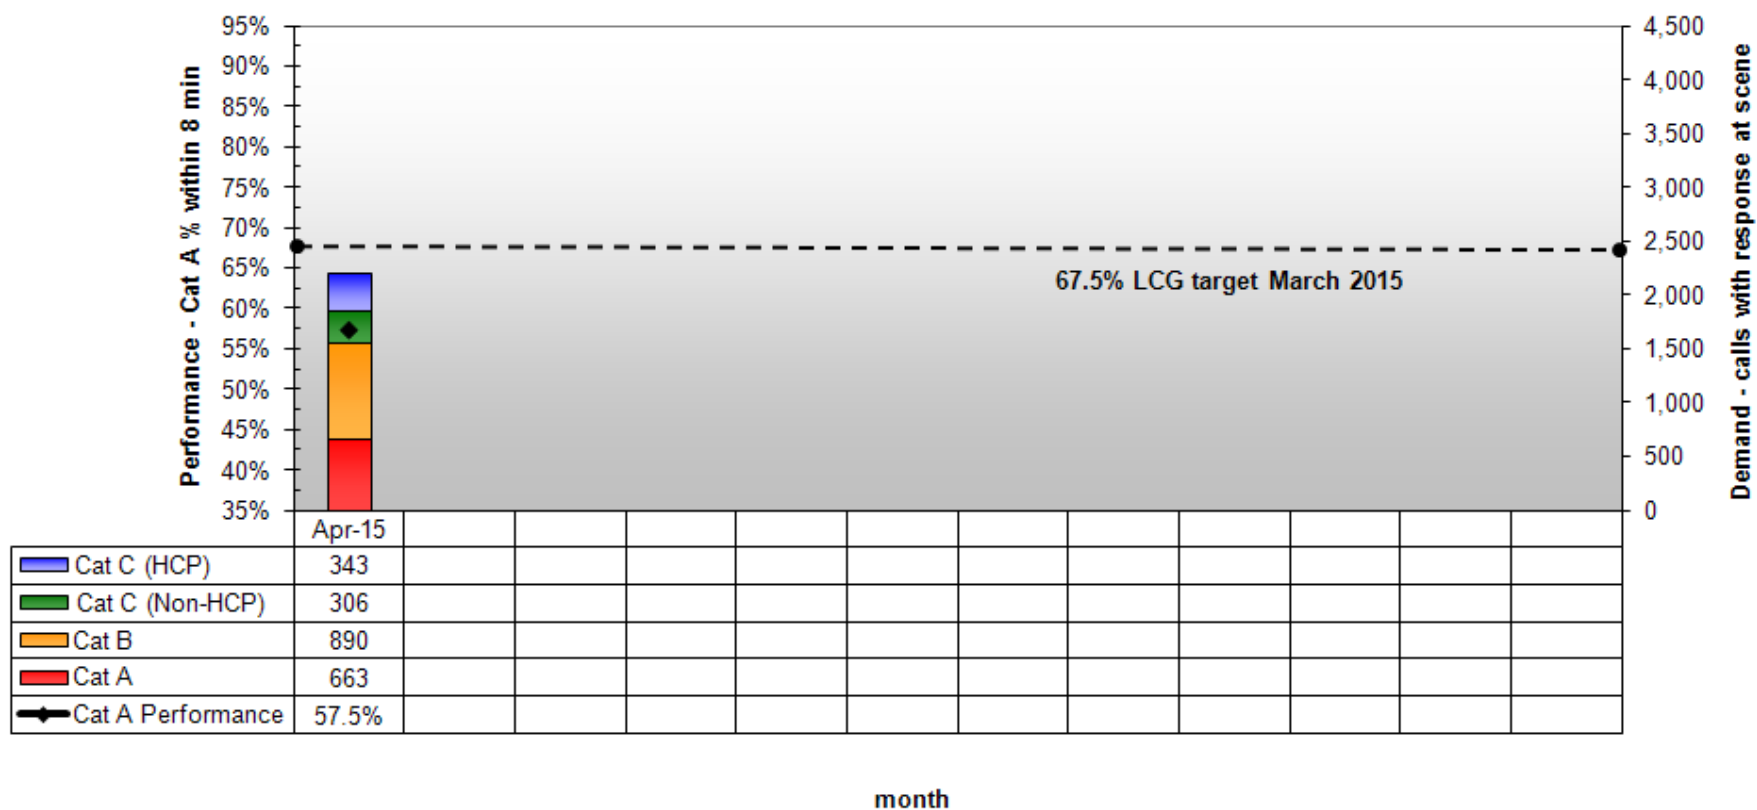 95%
90%
85%
80%
75%
70%
65%
60%
55%
50%
45%
40%
35%
Performance - Cat A % within 8 min
4,500
4,000
3,500
3,000
2,500
2,000
1,500
1,000
500
0
Demand - calls with response at scene
67.5% LCG target March 2015
Apr-15
Cat C (HCP) 343
Cat C (Non-HCP) 306
Cat B 890
Cat A 663
Cat A Performance 57.5%
month